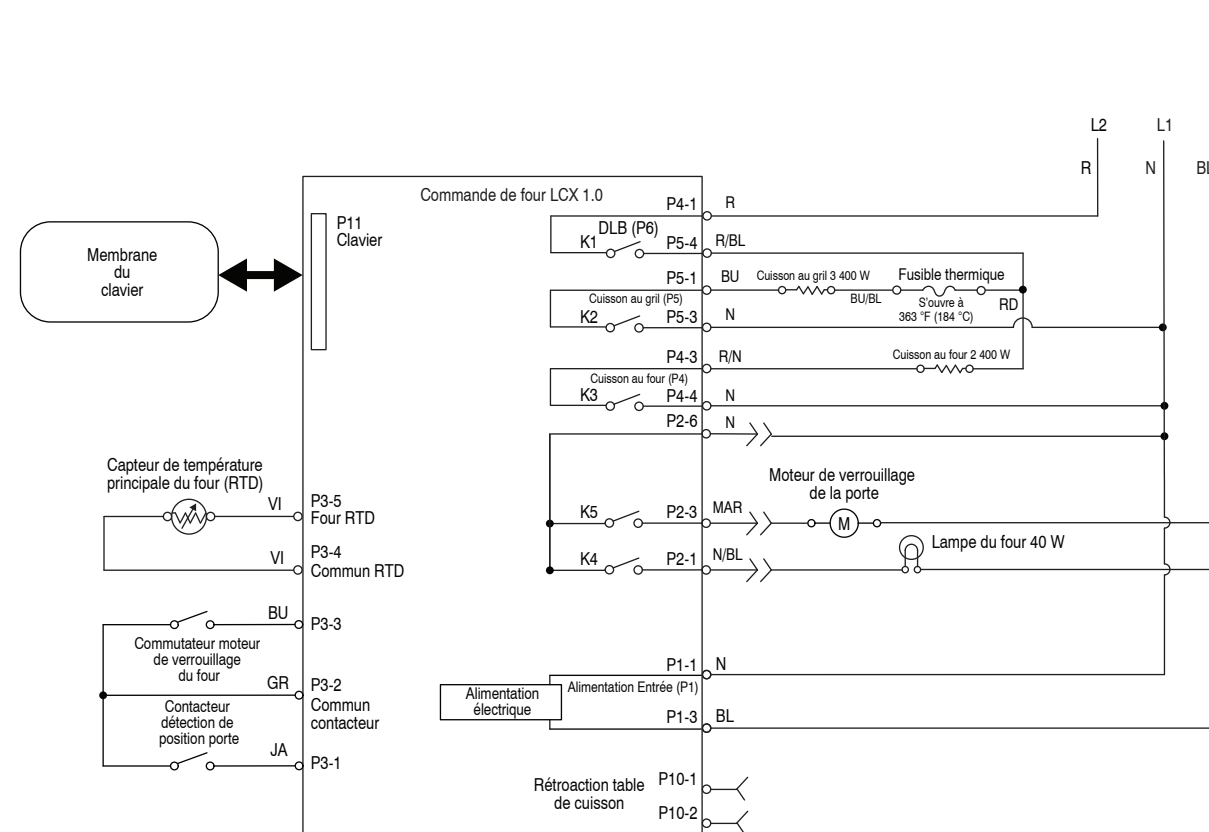 L2
L1
R
N
BL
Commande de four LCX 1.0
P4-1
R
P11
Clavier
DLB (P6)
K1
P5-4
R/BL
Membrane
du
clavier
P5-1
BU
Cuisson au gril 3 400 W
Fusible thermique
Cuisson au gril (P5)
BU/BL
S'ouvre à
363 °F (184 °C)
RD
K2
P5-3
N
P4-3
R/N
Cuisson au four 2 400 W
Cuisson au four (P4)
K3
P4-4
N
P2-6
N
Capteur de température
principale du four (RTD)
Moteur de verrouillage
de la porte
VI
P3-5
Four RTD
K5
P2-3
MAR
M
Lampe du four 40 W
VI
P3-4
Commun RTD
K4
P2-1
N/BL
BU
P3-3
Commutateur moteur
de verrouillage
du four
GR
P3-2
Commun
contacteur
P1-1
N
Alimentation
électrique
Alimentation Entrée (P1)
Contacteur
détection de
position porte
P1-3
BL
JA
P3-1
Rétroaction table
de cuisson
P10-1
P10-2